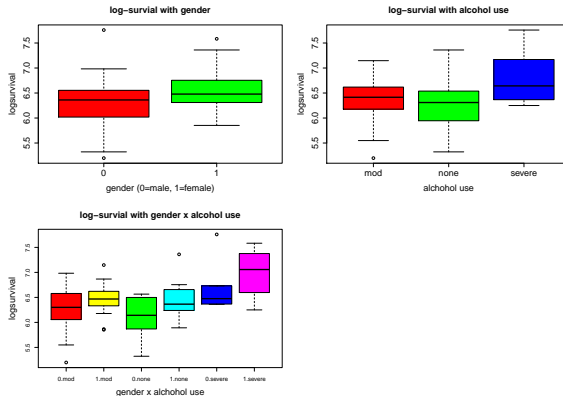 log−survial with gender
logsurvival
5.5 6.0 6.5 7.0 7.5
0 1
gender (0=male, 1=female)
log−survial with alcohol use
logsurvival
5.5 6.0 6.5 7.0 7.5
mod none severe
alchohol use
log−survial with gender x alcohol use
logsurvival
5.5 6.0 6.5 7.0 7.5
0.mod 1.mod 0.none 1.none 0.severe 1.severe
gender x alchohol use